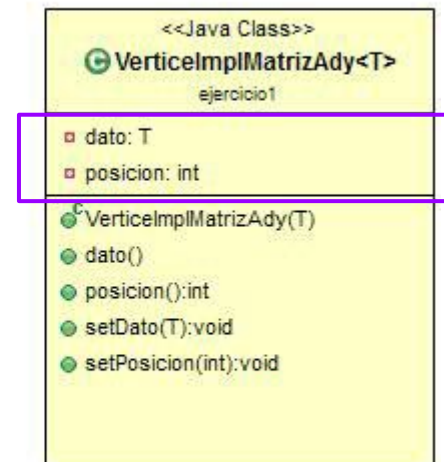 <<Java Class>>
C VerticeImplMatrizAdy<T>
ejercicio1
dato: T
posicion: int
C VerticeImplMatrizAdy(T)
dato()
posicion():int
setDato(T):void
setPosicion(int):void